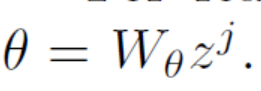 θ = W_θ z^j.